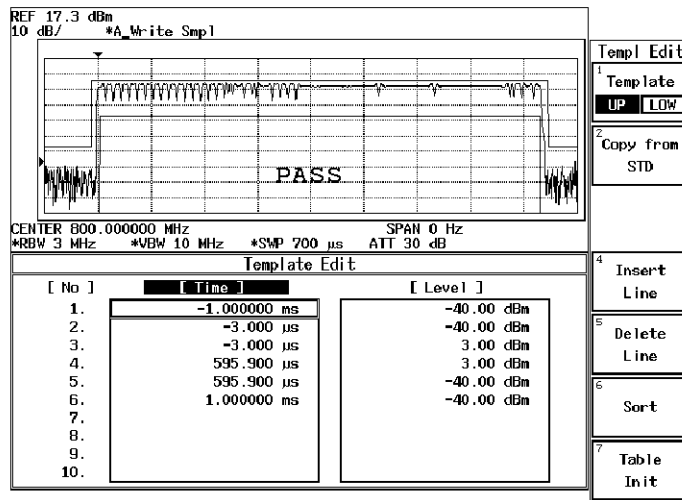 REF 17.3 dBm
10 dB/ *A_Write Smpl
PASS
CENTER 800.000000 MHz SPAN 0 Hz
*RBW 3 MHz *VBW 10 MHz *SWP 700 µs ATT 30 dB
Template Edit
[ No ] [ Time ] [ Level ]
1. -1.000000 ms -40.00 dBm
2. -3.000 µs -40.00 dBm
3. -3.000 µs 3.00 dBm
4. 595.900 µs 3.00 dBm
5. 595.900 µs -40.00 dBm
6. 1.000000 ms -40.00 dBm
7.
8.
9.
10.
Templ Edit
1 Template
UP LOW
2 Copy from
STD
4 Insert
Line
5 Delete
Line
6 Sort
7 Table
Init